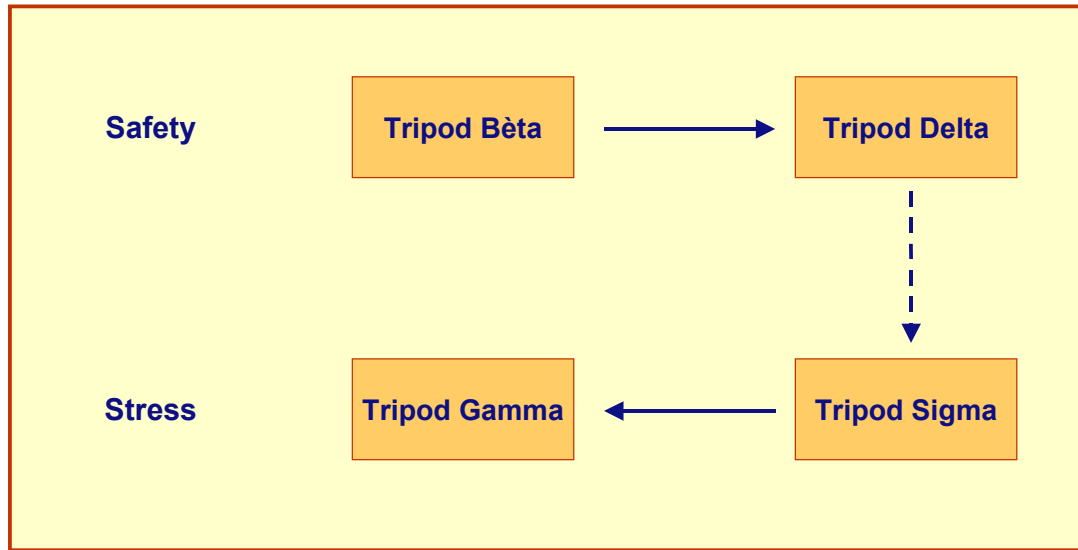 Safety
Tripod Bèta
Tripod Delta
Stress
Tripod Gamma
Tripod Sigma